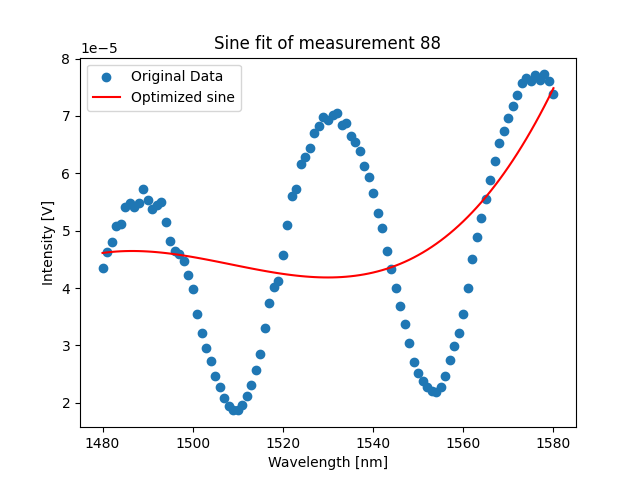 Sine fit of measurement 88
1e−5
Original Data
Optimized sine
8
7
6
5
4
3
2
Intensity [V]
1480 1500 1520 1540 1560 1580
Wavelength [nm]